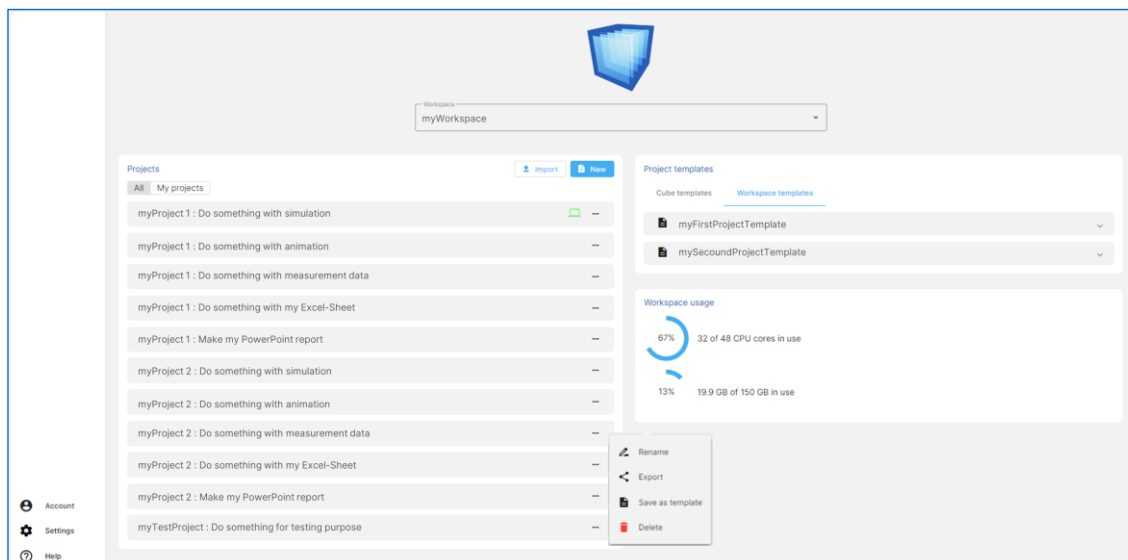 Workspace
myWorkspace
Projects
Import
New
All My projects
myProject 1 : Do something with simulation
myProject 1 : Do something with animation
myProject 1 : Do something with measurement data
myProject 1 : Do something with my Excel-Sheet
myProject 1 : Make my PowerPoint report
myProject 2 : Do something with simulation
myProject 2 : Do something with animation
myProject 2 : Do something with measurement data
myProject 2 : Do something with my Excel-Sheet
myProject 2 : Make my PowerPoint report
myTestProject : Do something for testing purpose
Project templates
Cube templates Workspace templates
myFirstProjectTemplate
mySecoundProjectTemplate
Workspace usage
67% 32 of 48 CPU cores in use
13% 19.9 GB of 150 GB in use
Rename
Export
Save as template
Delete
Account
Settings
Help